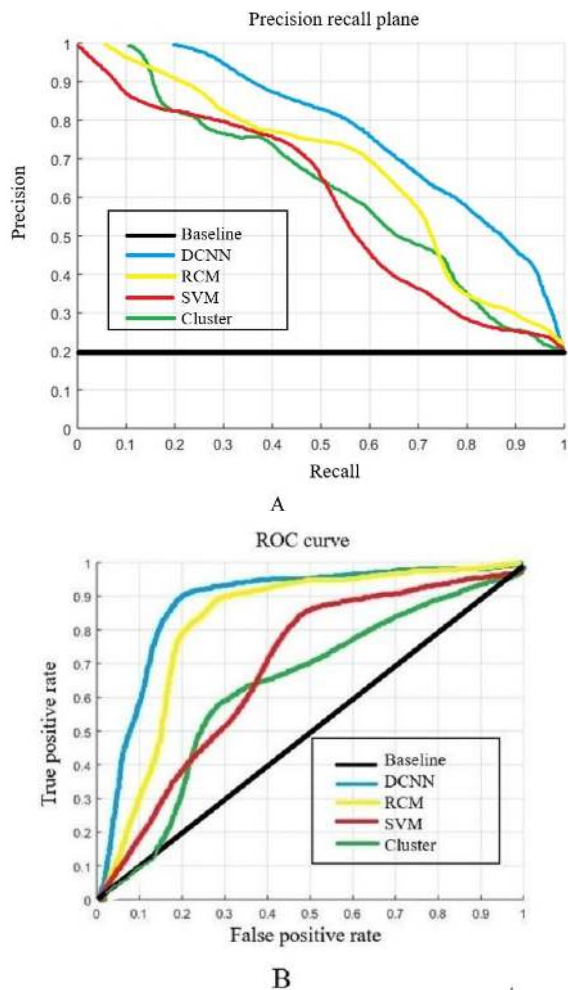 Precision recall plane
1
0.9
0.8
0.7
0.6
0.5
0.4
0.3
0.2
0.1
0
Precision
Baseline
DCNN
RCM
SVM
Cluster
0 0.1 0.2 0.3 0.4 0.5 0.6 0.7 0.8 0.9 1
Recall
A
ROC curve
1
0.9
0.8
0.7
0.6
0.5
0.4
0.3
0.2
0.1
0
True positive rate
Baseline
DCNN
RCM
SVM
Cluster
0 0.1 0.2 0.3 0.4 0.5 0.6 0.7 0.8 0.9 1
False positive rate
B